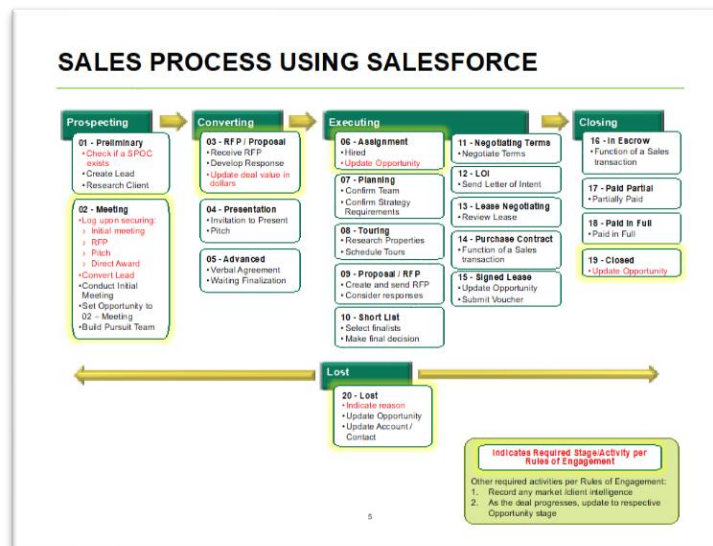 SALES PROCESS USING SALESFORCE
Prospecting
01 - Preliminary
• Check if a SPOC
exists
• Create Lead
• Research Client
02 - Meeting
• Log upon securing:
› Initial meeting
› RFP
› Pitch
› Direct Award
• Convert Lead
• Conduct Initial
Meeting
• Set Opportunity to
02 – Meeting
• Build Pursuit Team
Converting
03 - RFP / Proposal
• Receive RFP
• Develop Response
• Update deal value in
dollars
04 - Presentation
• Invitation to Present
• Pitch
05 - Advanced
• Verbal Agreement
• Waiting Finalization
Executing
06 - Assignment
• Hired
• Update Opportunity
07 - Planning
• Confirm Team
• Confirm Strategy
Requirements
08 - Touring
• Research Properties
• Schedule Tours
09 - Proposal / RFP
• Create and send RFP
• Consider responses
10 - Short List
• Select finalists
• Make final decision
11 - Negotiating Terms
• Negotiate Terms
12 - LOI
• Send Letter of Intent
13 - Lease Negotiating
• Review Lease
14 - Purchase Contract
• Function of a Sales
transaction
15 - Signed Lease
• Update Opportunity
• Submit Voucher
Closing
16 - In Escrow
• Function of a Sales
transaction
17 - Paid Partial
• Partially Paid
18 - Paid in Full
• Paid in Full
19 - Closed
• Update Opportunity
Lost
20 - Lost
• Indicate reason
• Update Opportunity
• Update Account /
Contact
Indicates Required Stage/Activity per
Rules of Engagement
Other required activities per Rules of Engagement:
1. Record any market /client intelligence
2. As the deal progresses, update to respective
Opportunity stage
5